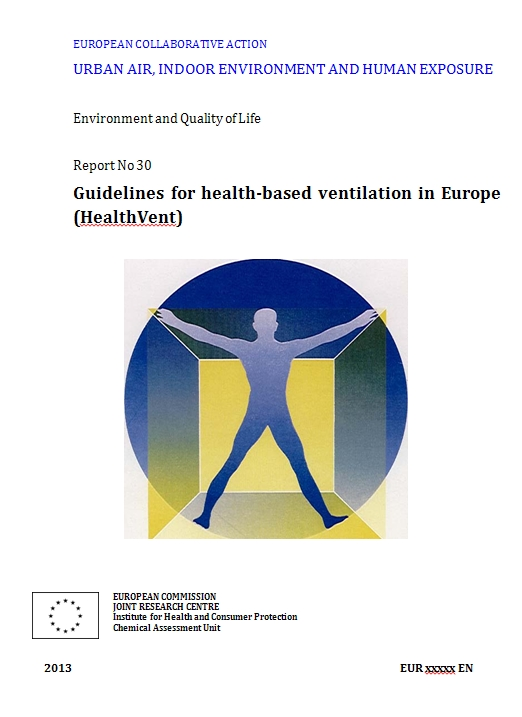 EUROPEAN COLLABORATIVE ACTION
URBAN AIR, INDOOR ENVIRONMENT AND HUMAN EXPOSURE
Environment and Quality of Life
Report No 30
Guidelines for health-based ventilation in Europe
(HealthVent)
EUROPEAN COMMISSION
JOINT RESEARCH CENTRE
Institute for Health and Consumer Protection
Chemical Assessment Unit
2013
EUR xxxxx EN